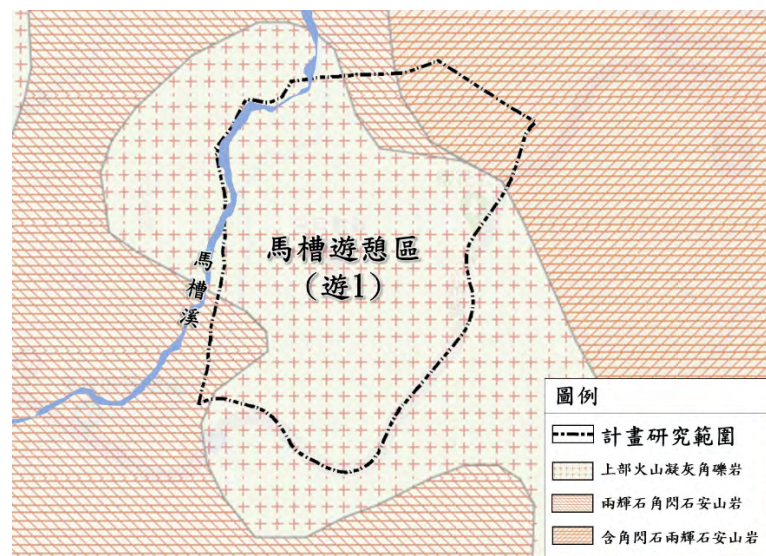 馬槽遊憩區
(遊1)
馬槽溪
圖例
計畫研究範圍
上部火山凝灰角礫岩
兩輝石角閃石安山岩
含角閃石兩輝石安山岩